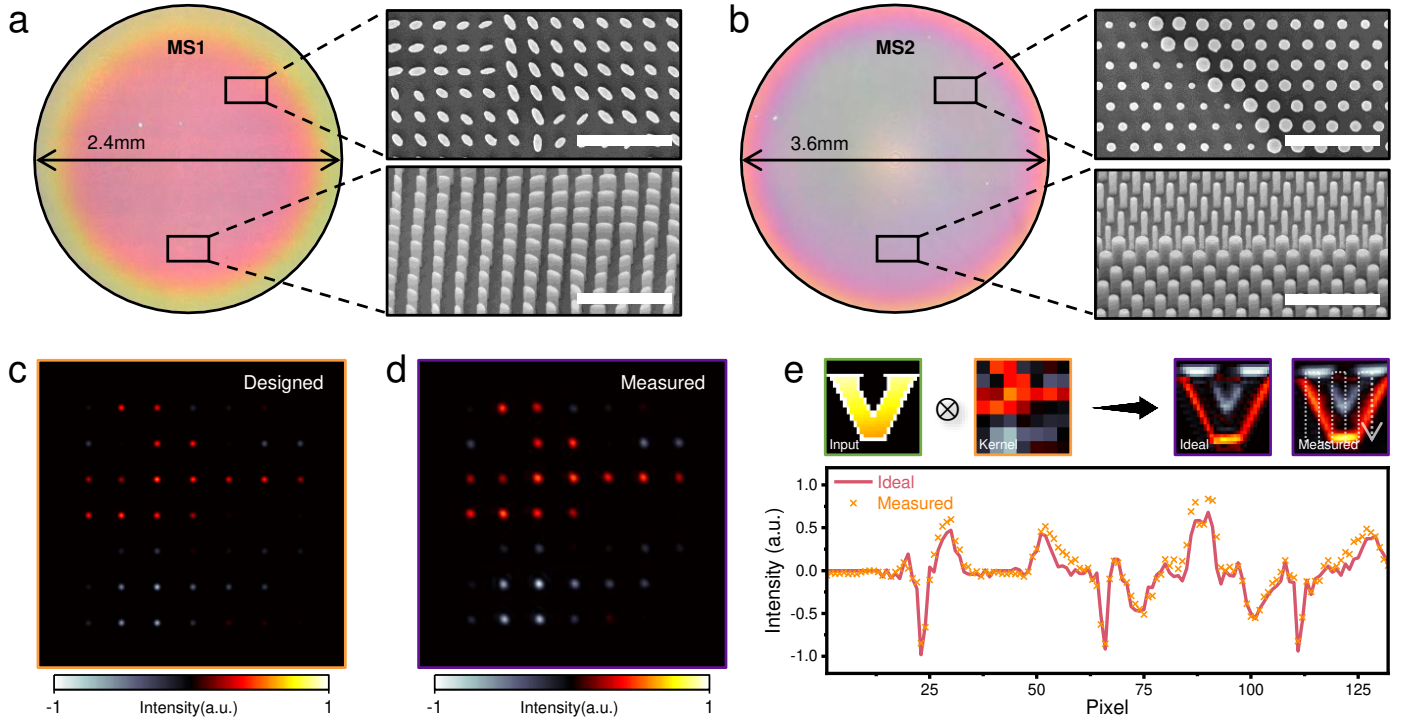 a
MS1
2.4mm
b
MS2
3.6mm
c
Designed
-1
Intensity(a.u.)
1
d
Measured
-1
Intensity(a.u.)
1
e
Input
⊗
Kernel
Ideal
Measured
Ideal
Measured
Intensity (a.u.)
1.0
0.5
0.0
-0.5
-1.0
25
50
75
100
125
Pixel